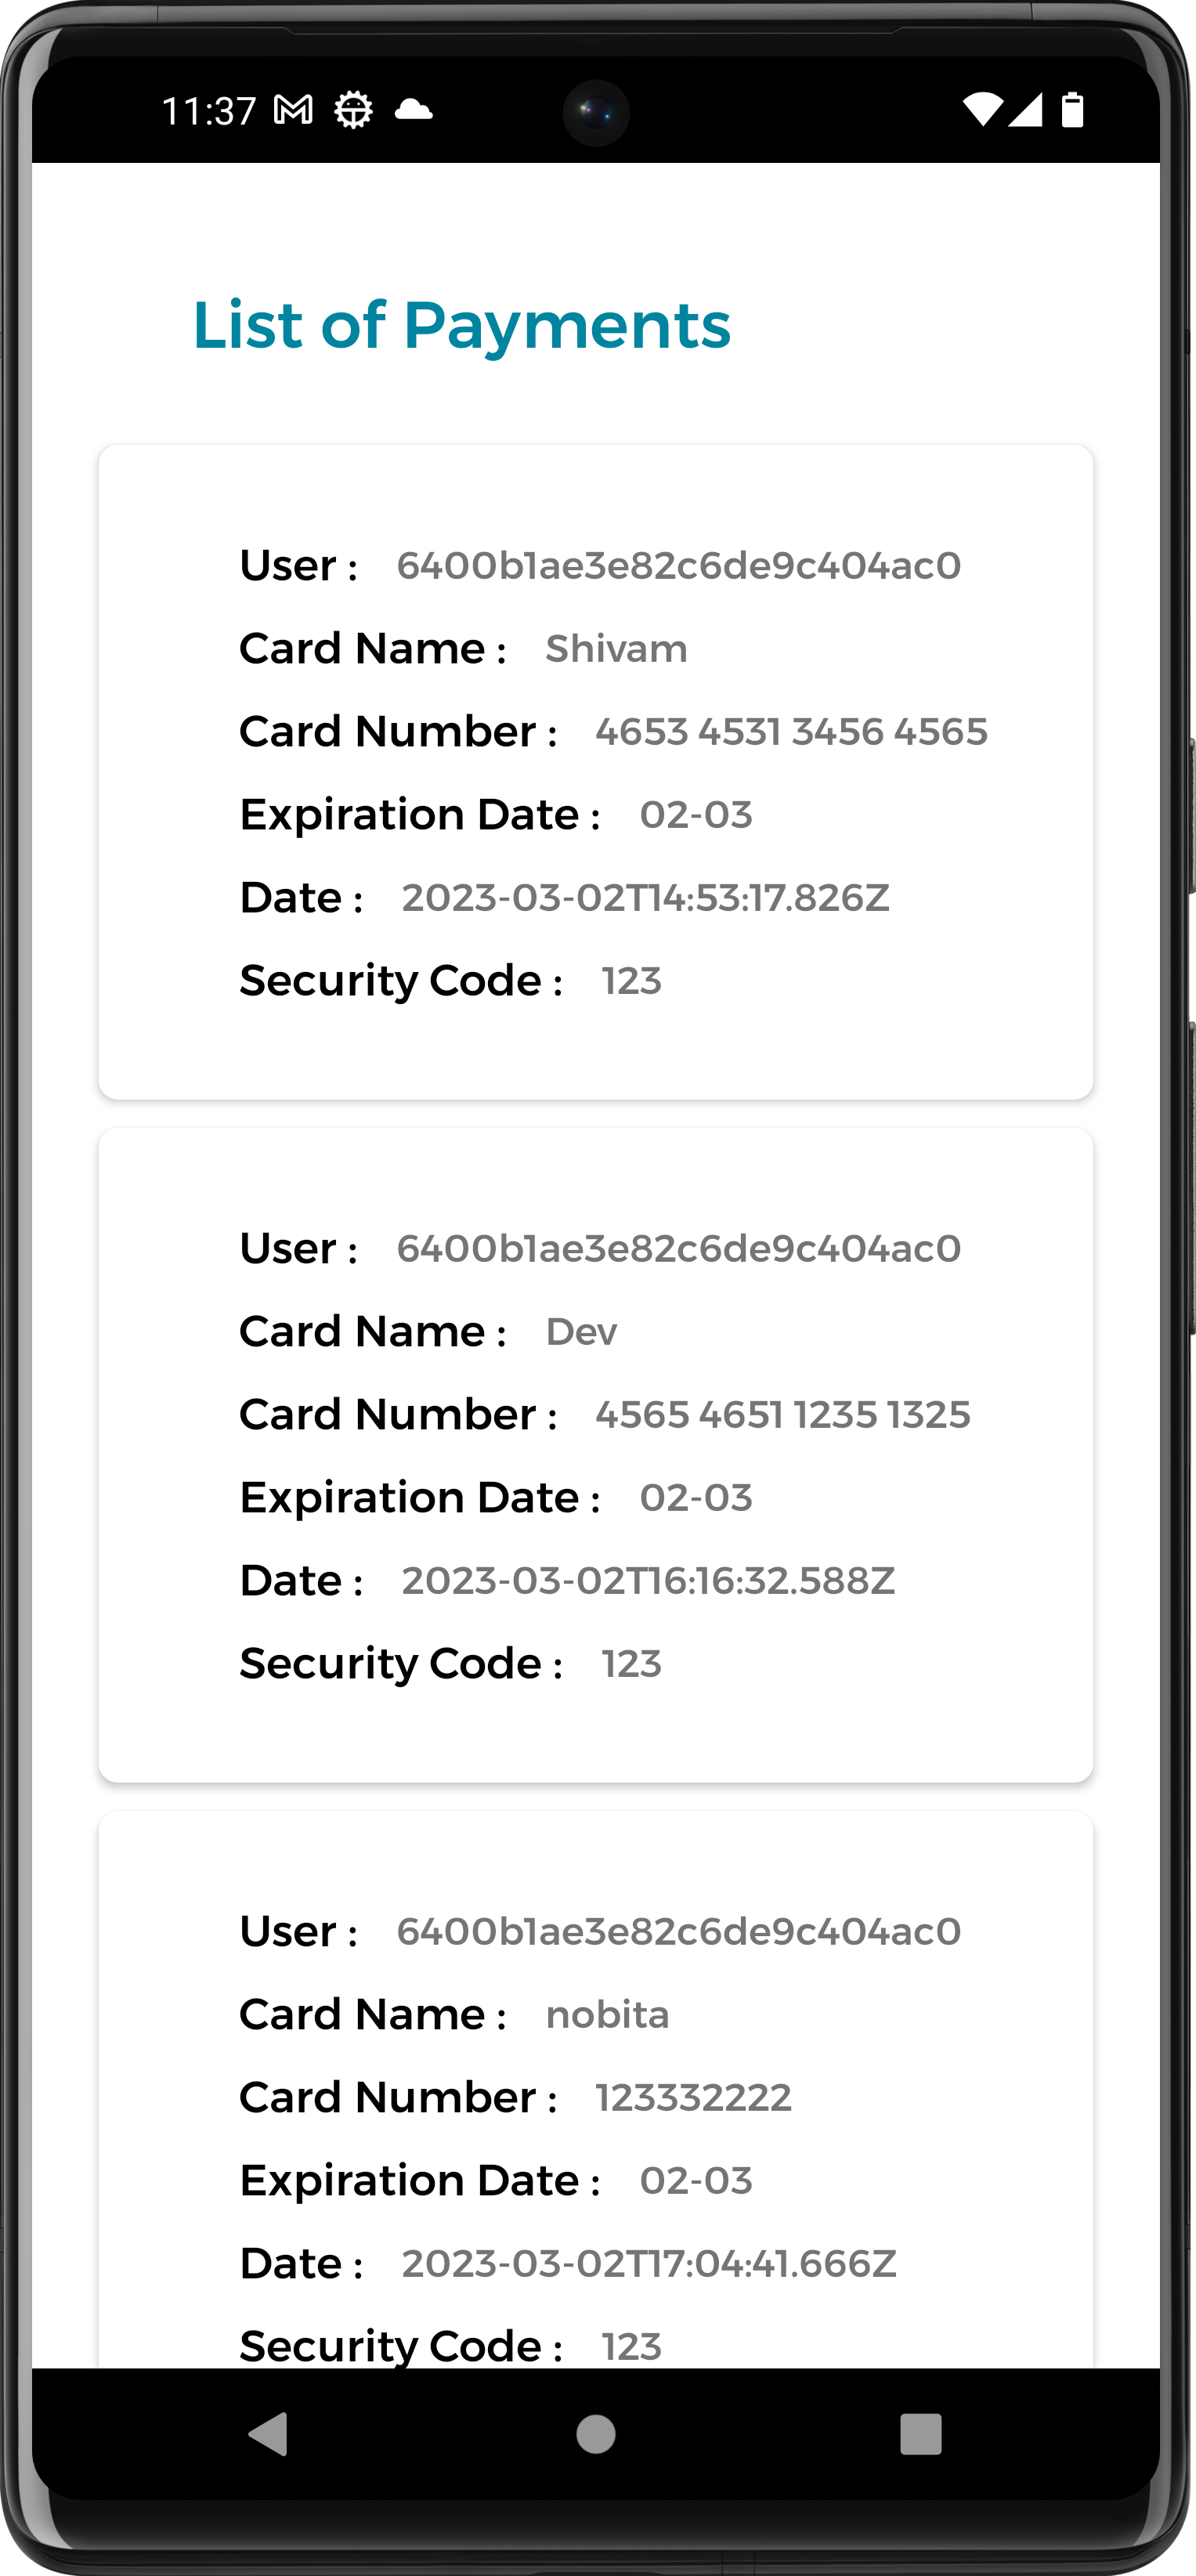 11:37
List of Payments
User : 6400b1ae3e82c6de9c404ac0
Card Name : Shivam
Card Number : 4653 4531 3456 4565
Expiration Date : 02-03
Date : 2023-03-02T14:53:17.826Z
Security Code : 123
User : 6400b1ae3e82c6de9c404ac0
Card Name : Dev
Card Number : 4565 4651 1235 1325
Expiration Date : 02-03
Date : 2023-03-02T16:16:32.588Z
Security Code : 123
User : 6400b1ae3e82c6de9c404ac0
Card Name : nobita
Card Number : 123332222
Expiration Date : 02-03
Date : 2023-03-02T17:04:41.666Z
Security Code : 123